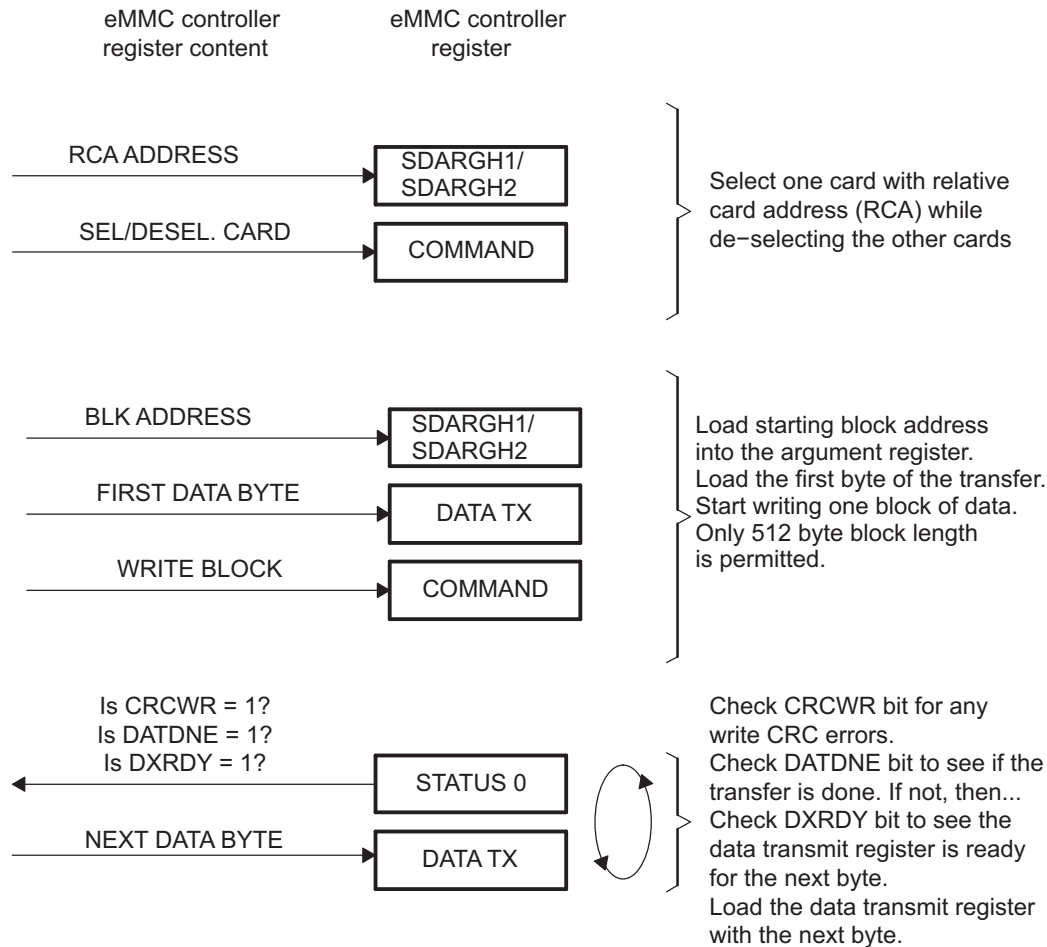 eMMC controller
register content
eMMC controller
register
RCA ADDRESS
SDARGH1/
SDARGH2
SEL/DESEL. CARD
COMMAND
Select one card with relative
card address (RCA) while
de−selecting the other cards
BLK ADDRESS
SDARGH1/
SDARGH2
FIRST DATA BYTE
DATA TX
WRITE BLOCK
COMMAND
Load starting block address
into the argument register.
Load the first byte of the transfer.
Start writing one block of data.
Only 512 byte block length
is permitted.
Is CRCWR = 1?
Is DATDNE = 1?
Is DXRDY = 1?
STATUS 0
NEXT DATA BYTE
DATA TX
Check CRCWR bit for any
write CRC errors.
Check DATDNE bit to see if the
transfer is done. If not, then...
Check DXRDY bit to see the
data transmit register is ready
for the next byte.
Load the data transmit register
with the next byte.